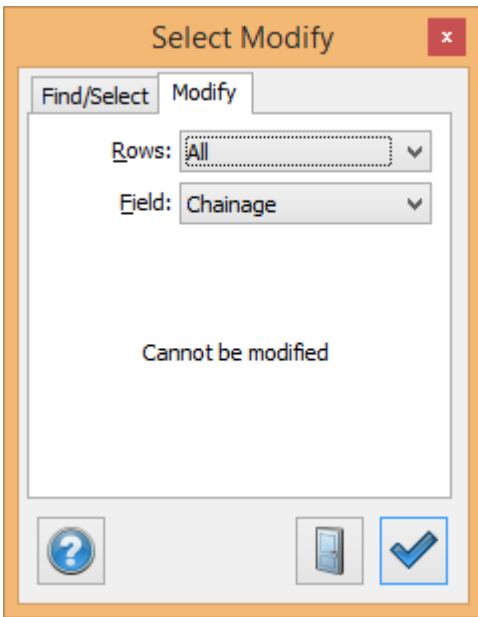 Select Modify
x
Find/Select Modify
Rows: All
Field: Chainage
Cannot be modified
?